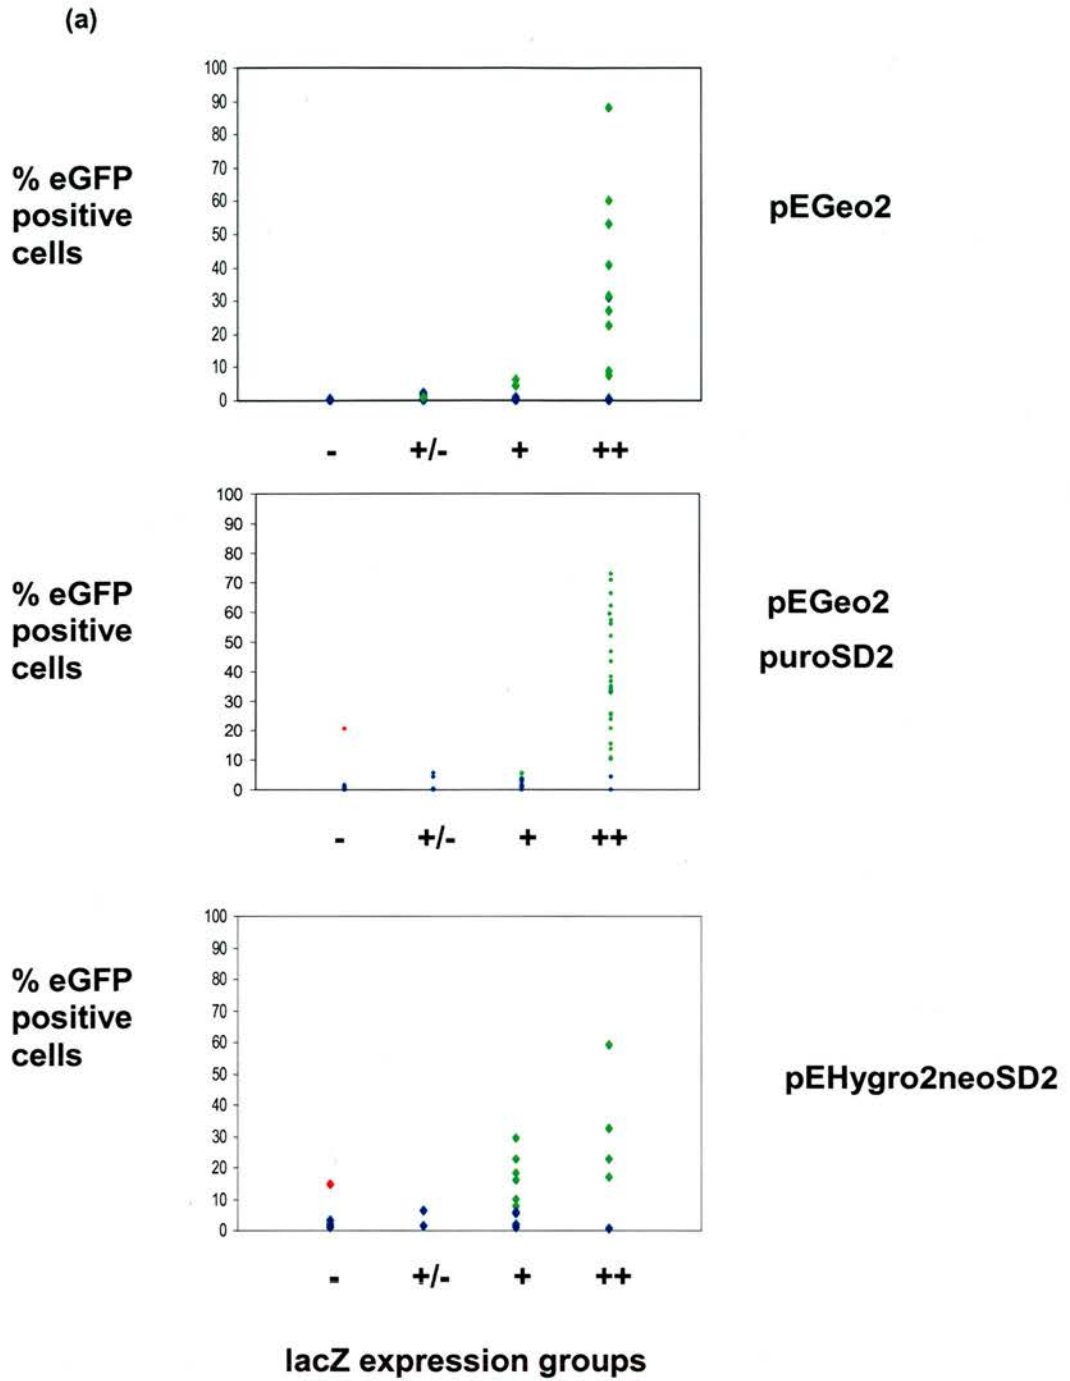 (a)
100
90
80
70
60
50
40
30
20
10
0
% eGFP
positive
cells
pEGeo2
- +/- + ++
100
90
80
70
60
50
40
30
20
10
0
% eGFP
positive
cells
pEGeo2
puroSD2
- +/- + ++
100
90
80
70
60
50
40
30
20
10
0
% eGFP
positive
cells
pEHygro2neoSD2
- +/- + ++
lacZ expression groups